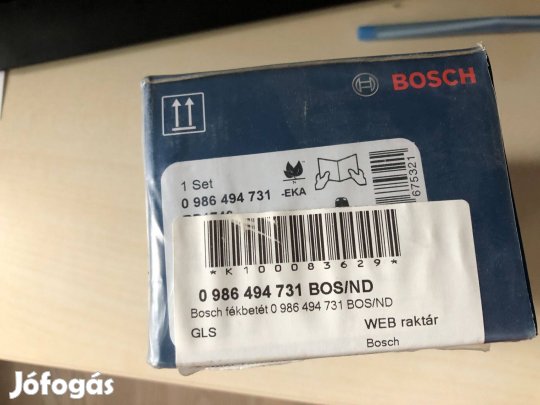 BOSCH
1 Set
0 986 494 731
-EKA
675321
*K100083629*
0 986 494 731 BOS/ND
Bosch fékbetét 0 986 494 731 BOS/ND
GLS
WEB raktár
Bosch
Jófogás